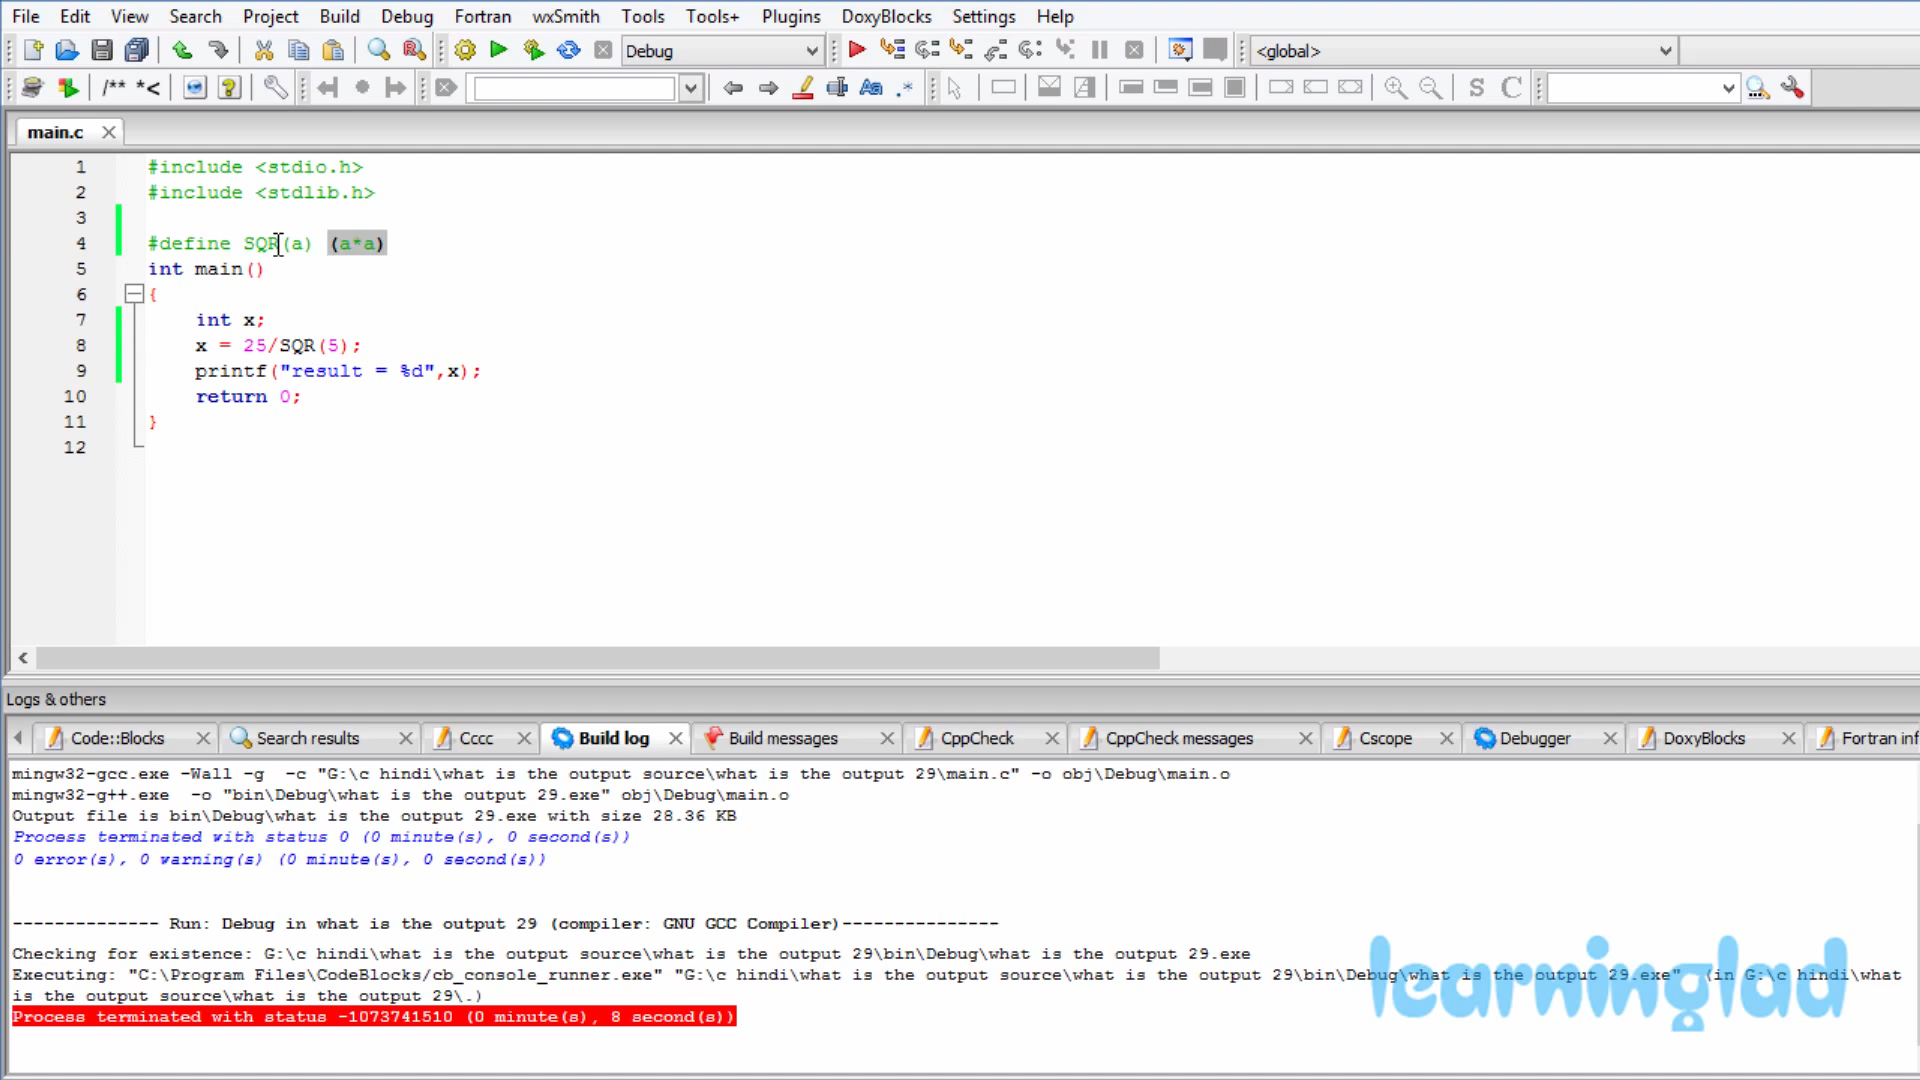 File Edit View Search Project Build Debug Fortran wxSmith Tools Tools+ Plugins DoxyBlocks Settings Help
Debug <global>
/** *< Aa .* S C
main.c
1 #include <stdio.h>
2 #include <stdlib.h>
3
4 #define SQR(a) (a*a)
5 int main()
6 {
7 int x;
8 x = 25/SQR(5);
9 printf("result = %d",x);
10 return 0;
11 }
12
Logs & others
Code::Blocks Search results Cccc Build log Build messages CppCheck CppCheck messages Cscope Debugger DoxyBlocks Fortran inf
mingw32-gcc.exe -Wall -g -c "G:\c hindi\what is the output source\what is the output 29\main.c" -o obj\Debug\main.o
mingw32-g++.exe -o "bin\Debug\what is the output 29.exe" obj\Debug\main.o
Output file is bin\Debug\what is the output 29.exe with size 28.36 KB
Process terminated with status 0 (0 minute(s), 0 second(s))
0 error(s), 0 warning(s) (0 minute(s), 0 second(s))
-------------- Run: Debug in what is the output 29 (compiler: GNU GCC Compiler)---------------
Checking for existence: G:\c hindi\what is the output source\what is the output 29\bin\Debug\what is the output 29.exe
Executing: "C:\Program Files\CodeBlocks/cb_console_runner.exe" "G:\c hindi\what is the output source\what is the output 29\bin\Debug\what is the output 29.exe" (in G:\c hindi\what
is the output source\what is the output 29\.)
Process terminated with status -1073741510 (0 minute(s), 8 second(s))
learninglad